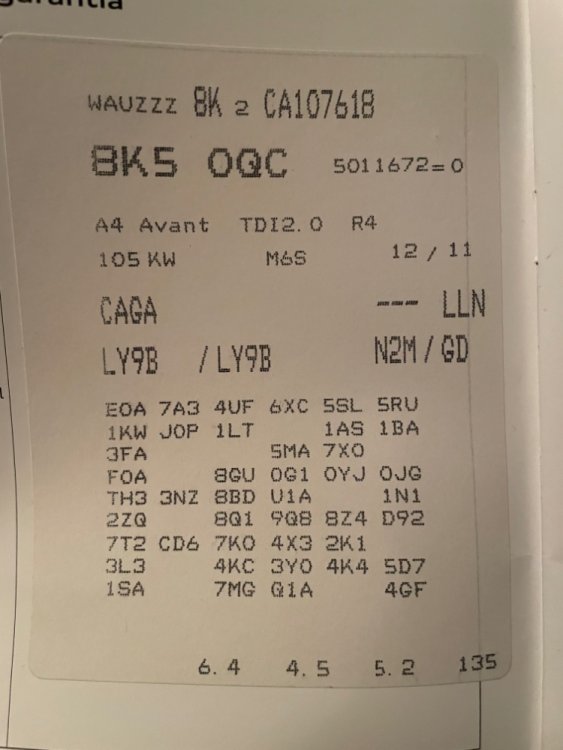 garantia
WAUZZZ 8K 2 CA107618
8K5 0QC 5011672=0
A4 Avant TDI2.0 R4
105 KW M6S 12 / 11
CAGA --- LLN
LY9B / LY9B N2M / GD
E0A 7A3 4UF 6XC 5SL 5RU
1KW J0P 1LT 1AS 1BA
3FA 5MA 7X0
F0A 8GU 0G1 0YJ 0JG
TH3 3NZ 8BD U1A 1N1
2ZQ 8Q1 9Q8 8Z4 D92
7T2 CD6 7K0 4X3 2K1
3L3 4KC 3Y0 4K4 5D7
1SA 7MG Q1A 4GF
6.4 4.5 5.2 135